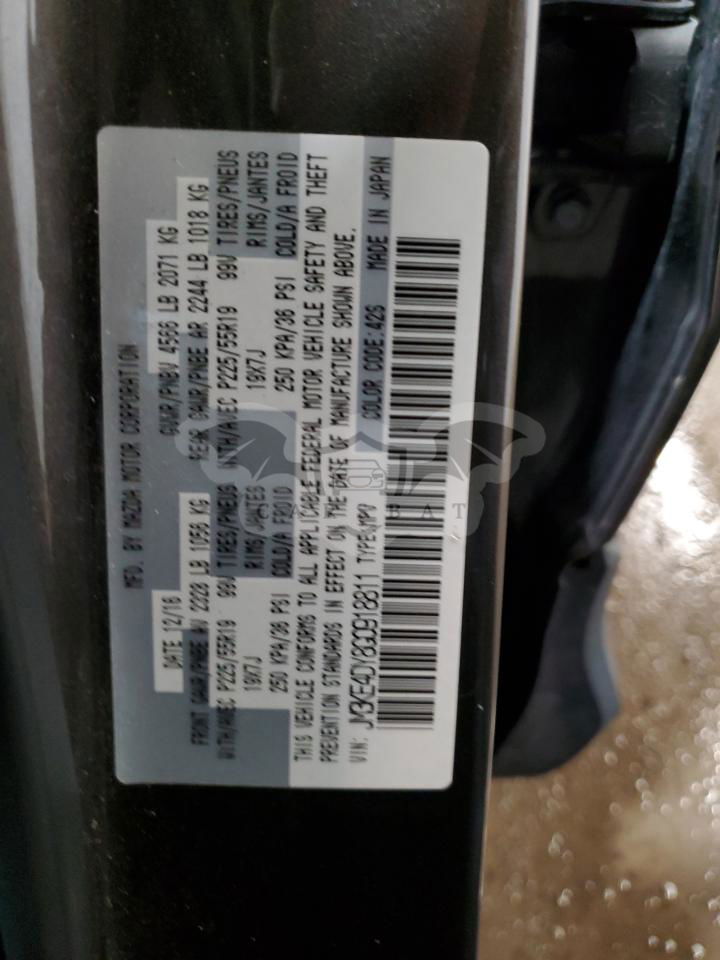 MFD. BY MAZDA MOTOR CORPORATION
DATE 12/16 GVWR/PNBV 4566 LB 2071 KG
FRONT GAWR/PNBE AV 2328 LB 1056 KG REAR GAWR/PNBE AR 2244 LB 1018 KG
WITH/AVEC P225/55R19 99V TIRES/PNEUS WITH/AVEC P225/55R19 99V TIRES/PNEUS
19X7J RIMS/JANTES 19X7J RIMS/JANTES
250 KPA/36 PSI COLD/A FROID 250 KPA/36 PSI COLD/A FROID
THIS VEHICLE CONFORMS TO ALL APPLICABLE FEDERAL MOTOR VEHICLE SAFETY AND THEFT
PREVENTION STANDARDS IN EFFECT ON THE DATE OF MANUFACTURE SHOWN ABOVE.
VIN: JM3KE4DY8G0918811 TYPE:MPV COLOR CODE:42S MADE IN JAPAN